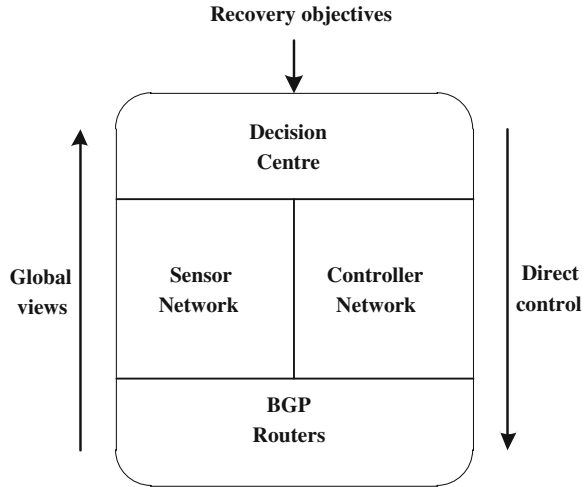 Recovery objectives
Decision
Centre
Global
views
Sensor
Network
Controller
Network
Direct
control
BGP
Routers